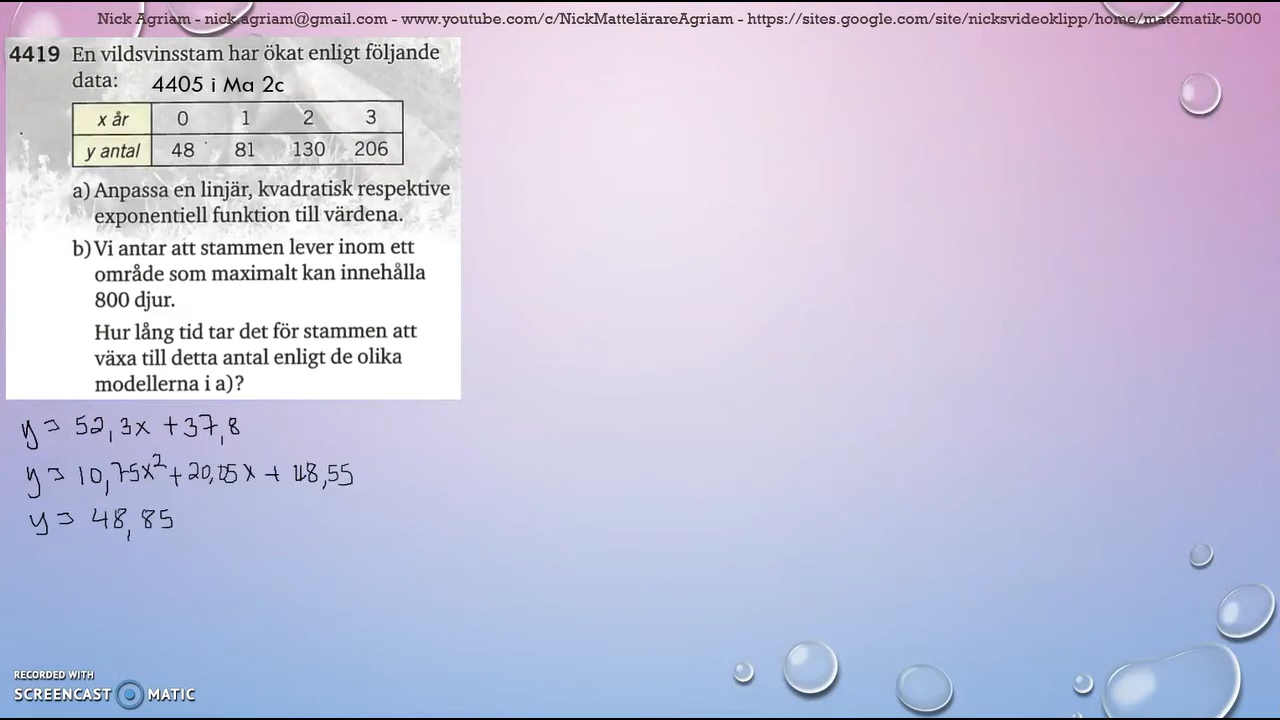 Nick Agriam - nick.agriam@gmail.com - www.youtube.com/c/NickMattelärareAgriam - https://sites.google.com/site/nicksvideoklipp/home/matematik-5000
4419 En vildsvinsstam har ökat enligt följande
data: 4405 i Ma 2c
x år 0 1 2 3
y antal 48 81 130 206
a) Anpassa en linjär, kvadratisk respektive
exponentiell funktion till värdena.
b) Vi antar att stammen lever inom ett
område som maximalt kan innehålla
800 djur.
Hur lång tid tar det för stammen att
växa till detta antal enligt de olika
modellerna i a)?
y = 52,3x + 37,8
y = 10,75x² + 20,05x + 48,55
y = 48,85
RECORDED WITH
SCREENCAST MATIC